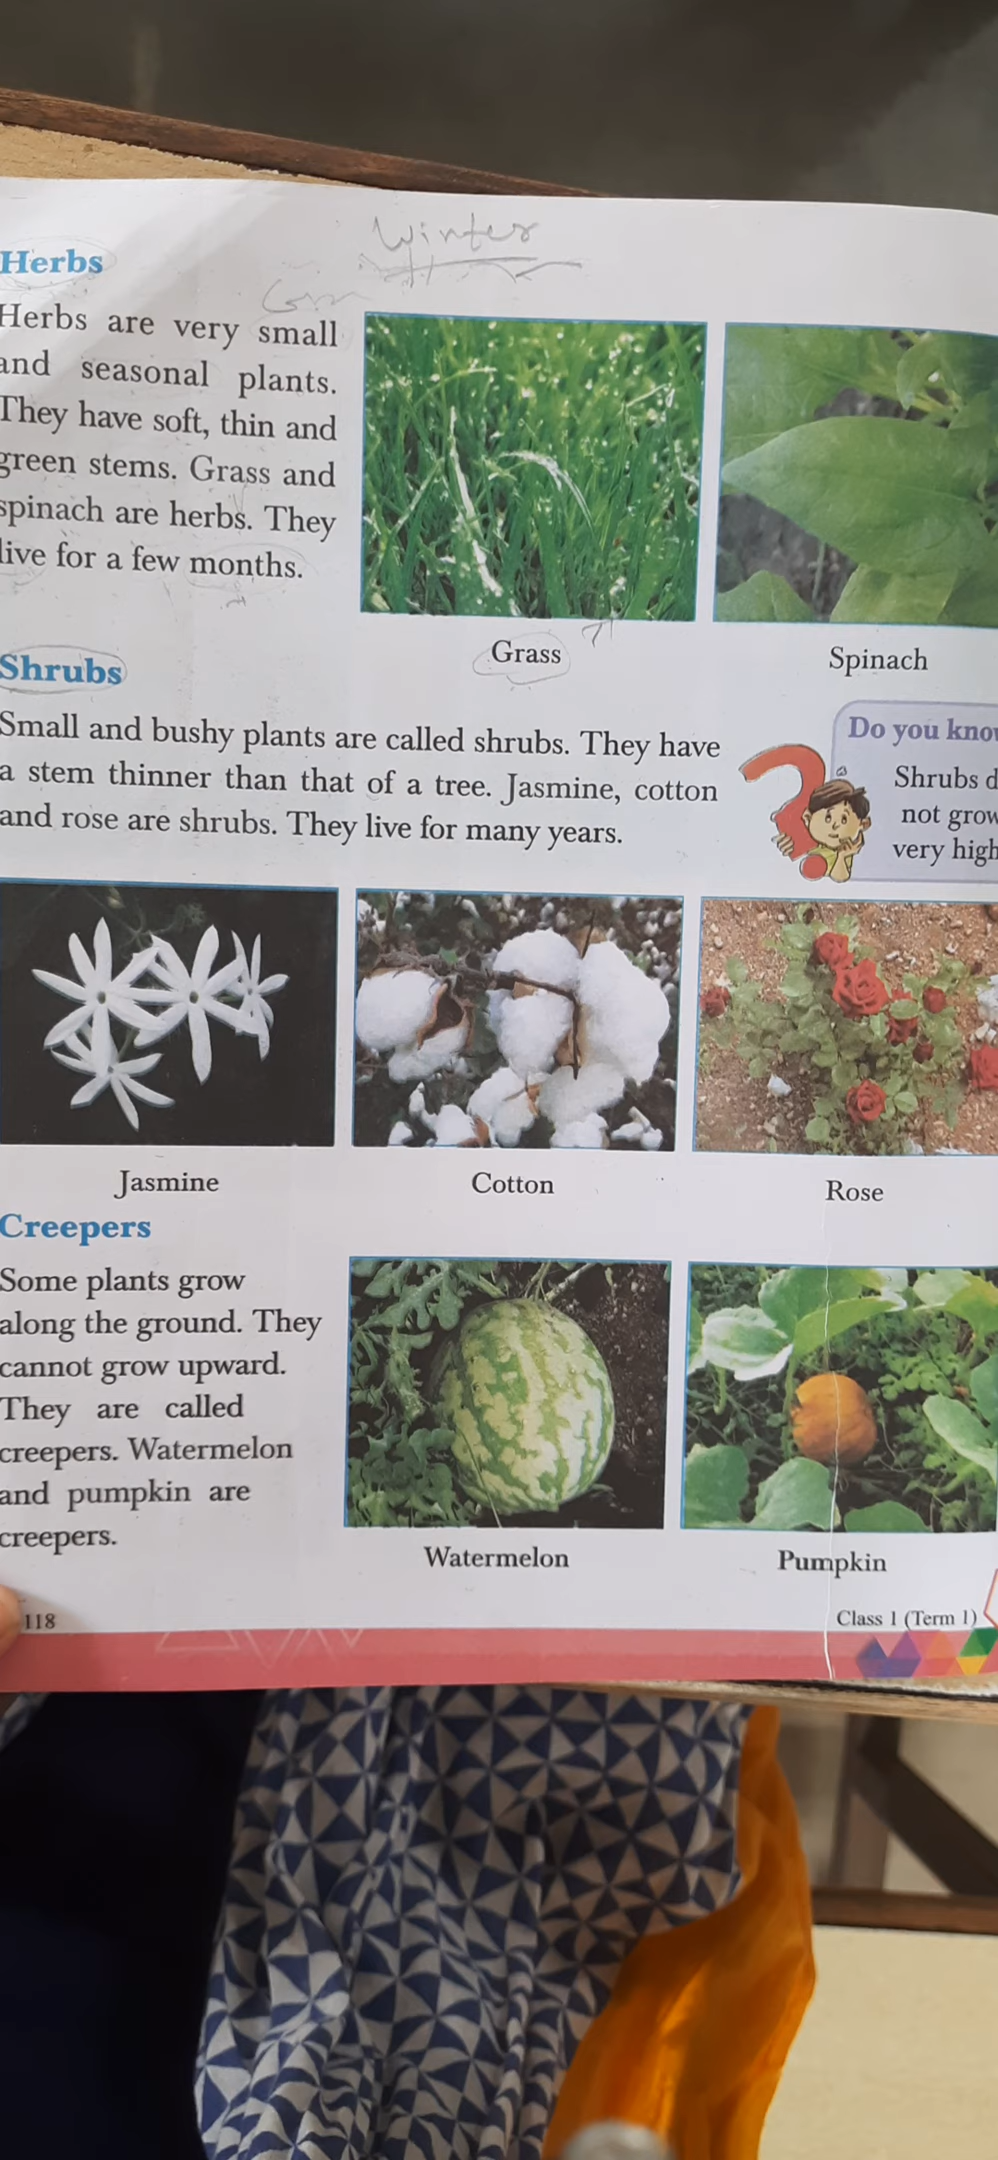 Winter
Herbs
Herbs are very small
and seasonal plants.
They have soft, thin and
green stems. Grass and
spinach are herbs. They
live for a few months.
Grass
Spinach
Shrubs
Small and bushy plants are called shrubs. They have
a stem thinner than that of a tree. Jasmine, cotton
and rose are shrubs. They live for many years.
Do you know
Shrubs d
not grow
very high
Jasmine
Cotton
Rose
Creepers
Some plants grow
along the ground. They
cannot grow upward.
They are called
creepers. Watermelon
and pumpkin are
creepers.
Watermelon
Pumpkin
118
Class 1 (Term 1)